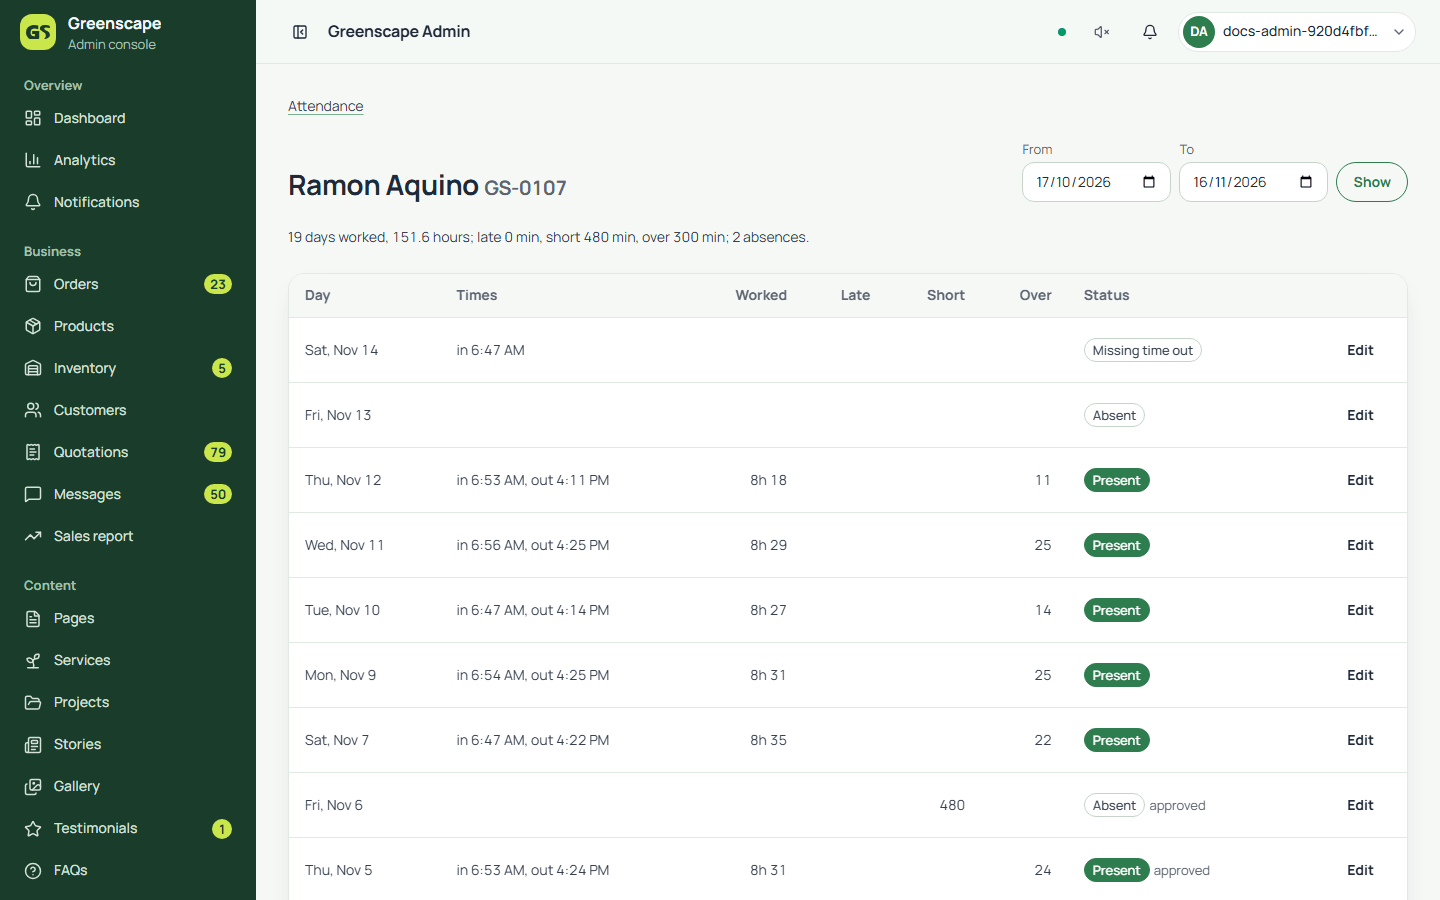 GS
Greenscape
Admin console
Overview
Dashboard
Analytics
Notifications
Business
Orders 23
Products
Inventory 5
Customers
Quotations 79
Messages 50
Sales report
Content
Pages
Services
Projects
Stories
Gallery
Testimonials 1
FAQs
Greenscape Admin
DA docs-admin-920d4fbf...
Attendance
Ramon Aquino GS-0107
From To
17/10/2026 16/11/2026 Show
19 days worked, 151.6 hours; late 0 min, short 480 min, over 300 min; 2 absences.
Day Times Worked Late Short Over Status
Sat, Nov 14 in 6:47 AM Missing time out Edit
Fri, Nov 13 Absent Edit
Thu, Nov 12 in 6:53 AM, out 4:11 PM 8h 18 11 Present Edit
Wed, Nov 11 in 6:56 AM, out 4:25 PM 8h 29 25 Present Edit
Tue, Nov 10 in 6:47 AM, out 4:14 PM 8h 27 14 Present Edit
Mon, Nov 9 in 6:54 AM, out 4:25 PM 8h 31 25 Present Edit
Sat, Nov 7 in 6:47 AM, out 4:22 PM 8h 35 22 Present Edit
Fri, Nov 6 480 Absent approved Edit
Thu, Nov 5 in 6:53 AM, out 4:24 PM 8h 31 24 Present approved Edit